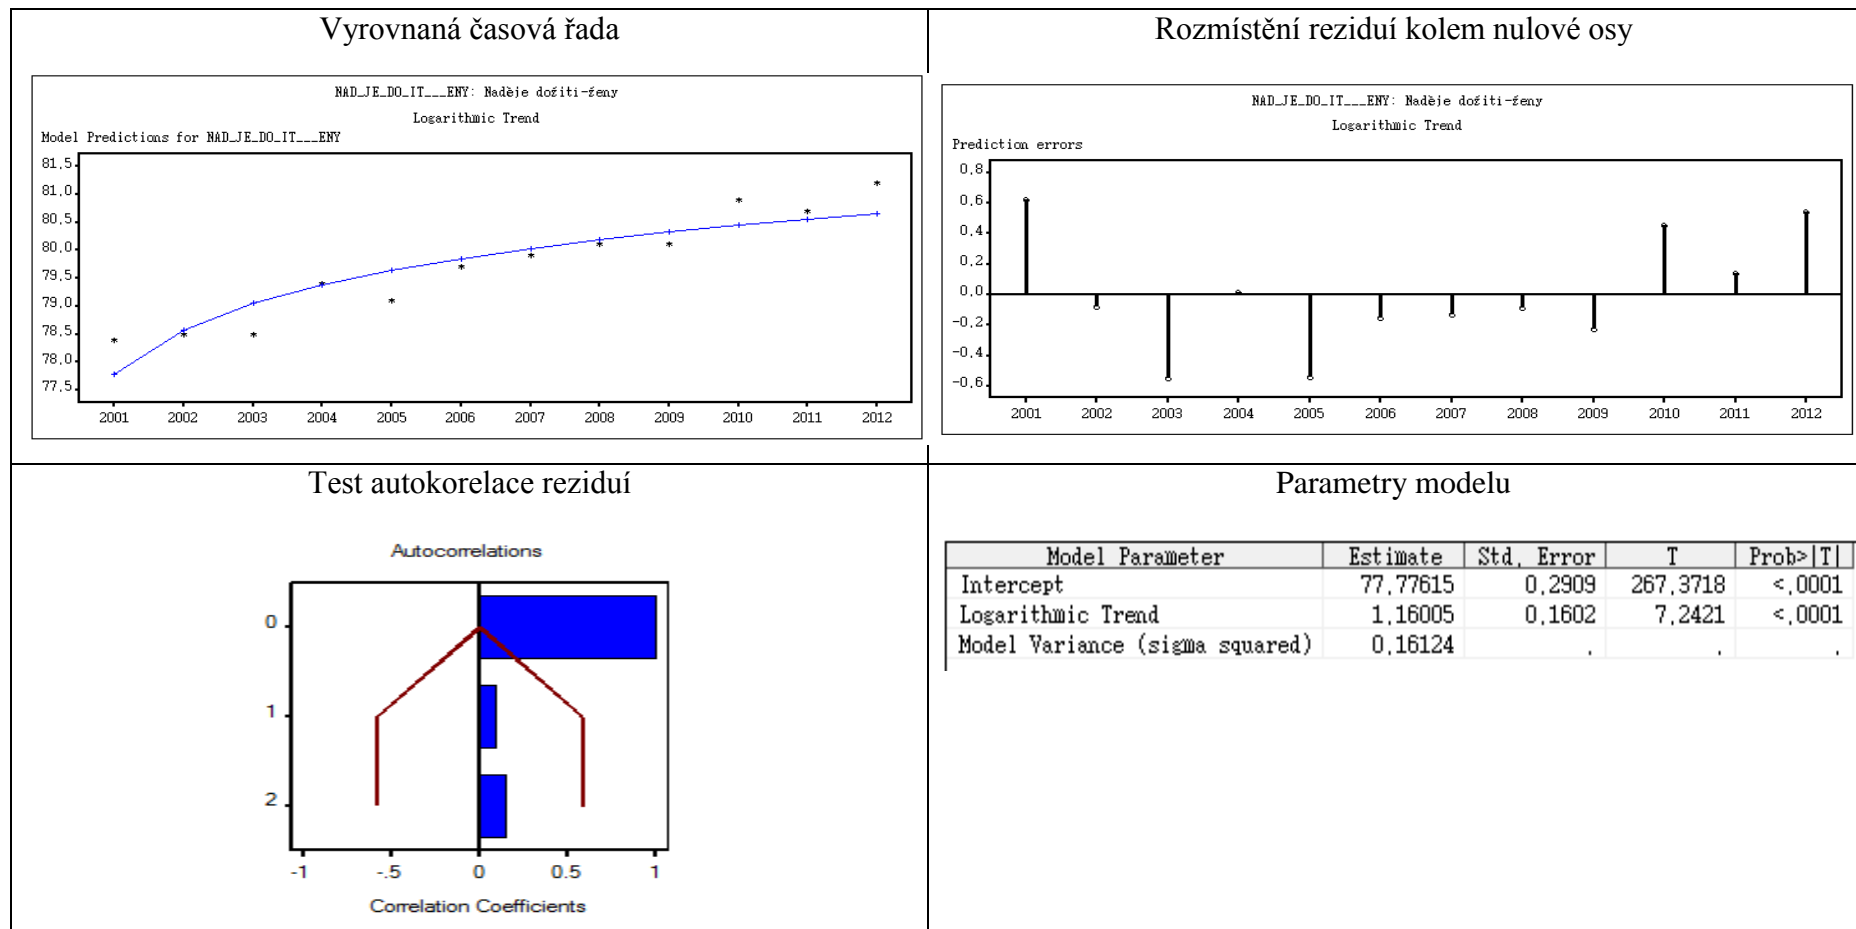 Vyrovnaná časová řada
Rozmístění reziduí kolem nulové osy
NAD_JE_DO_IT___ENY: Naděje dožiti-ženy
Logarithmic Trend
Model Predictions for NAD_JE_DO_IT___ENY
81,5
81,0
80,5
80,0
79,5
79,0
78,5
78,0
77,5
2001 2002 2003 2004 2005 2006 2007 2008 2009 2010 2011 2012
NAD_JE_DO_IT___ENY: Naděje dožiti-ženy
Logarithmic Trend
Prediction errors
0,8
0,6
0,4
0,2
0,0
-0,2
-0,4
-0,6
2001 2002 2003 2004 2005 2006 2007 2008 2009 2010 2011 2012
Test autokorelace reziduí
Parametry modelu
Autocorrelations
0
1
2
-1 -.5 0 0.5 1
Correlation Coefficients
Model Parameter Estimate Std, Error T Prob>|T|
Intercept 77,77615 0,2909 267,3718 <,0001
Logarithmic Trend 1,16005 0,1602 7,2421 <,0001
Model Variance (sigma squared) 0,16124 , , ,